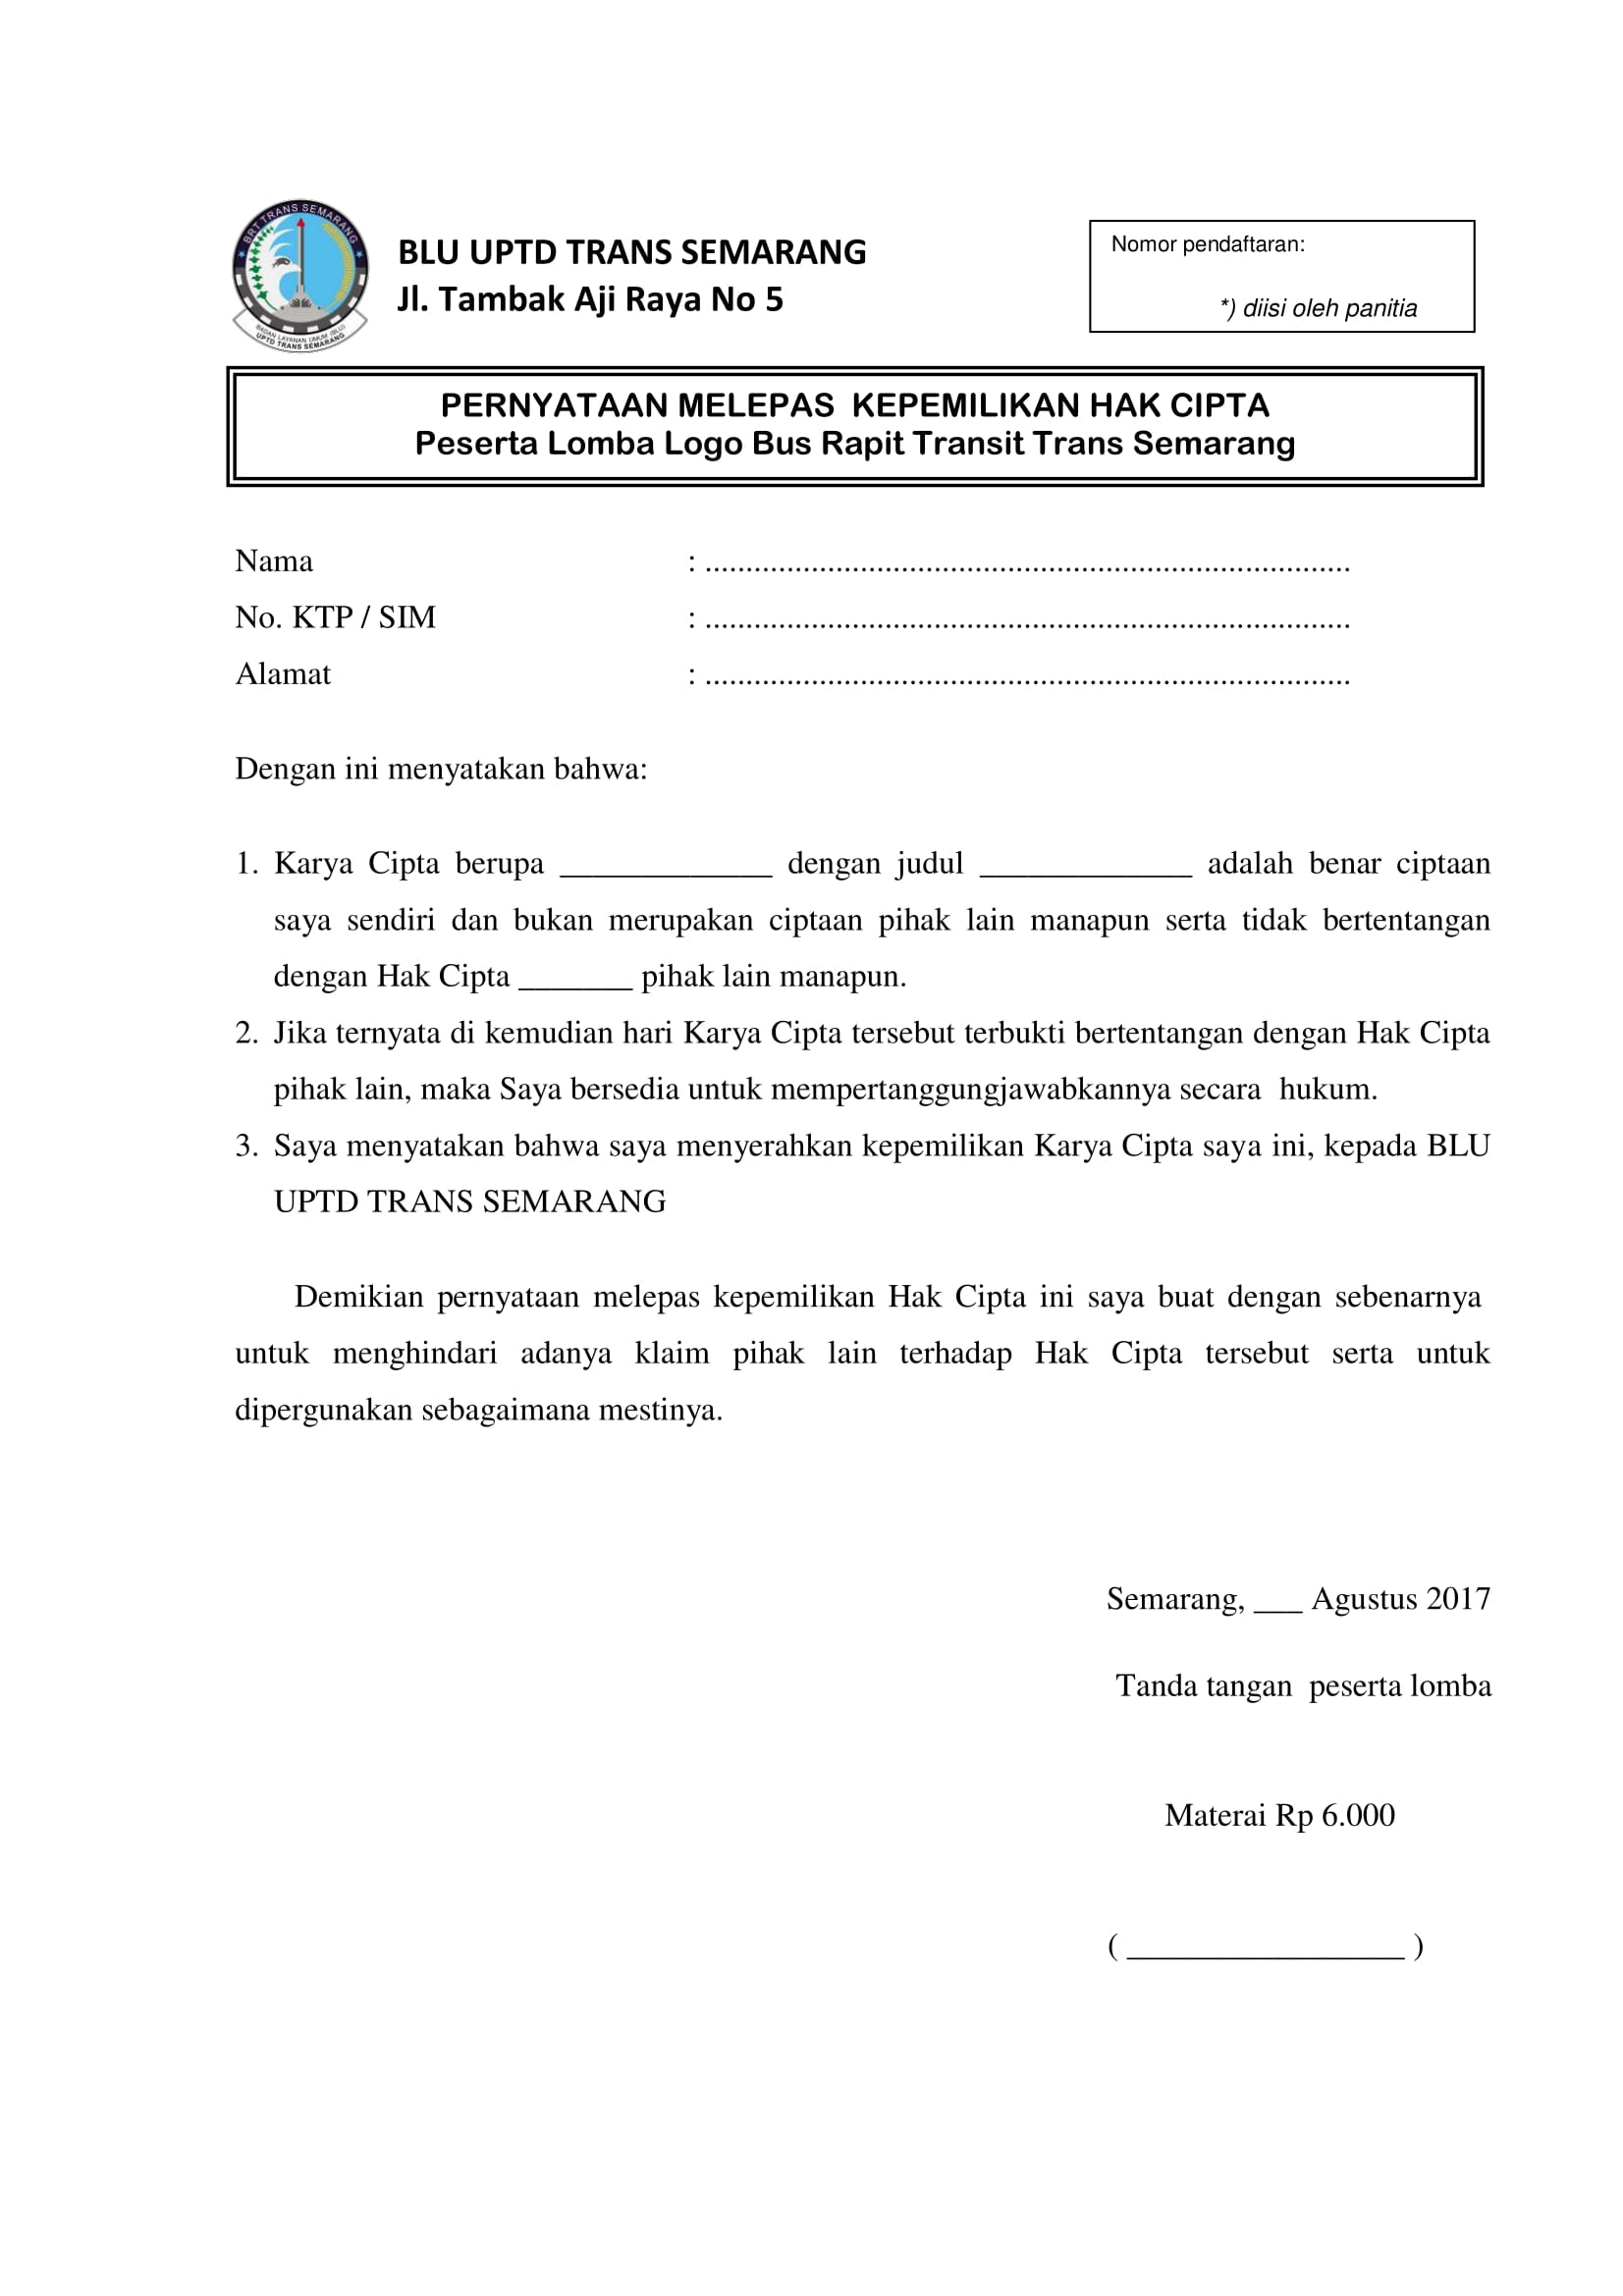 BRT TRANS SEMARANG
BADAN LAYANAN UMUM (BLU)
UPTD TRANS SEMARANG
BLU UPTD TRANS SEMARANG
Jl. Tambak Aji Raya No 5
Nomor pendaftaran:
*) diisi oleh panitia
PERNYATAAN MELEPAS  KEPEMILIKAN HAK CIPTA
Peserta Lomba Logo Bus Rapit Transit Trans Semarang
Nama : ................................................................................
No. KTP / SIM : ................................................................................
Alamat : ................................................................................
Dengan ini menyatakan bahwa:
1. Karya Cipta berupa _____________ dengan judul _____________ adalah benar ciptaan
saya sendiri dan bukan merupakan ciptaan pihak lain manapun serta tidak bertentangan
dengan Hak Cipta _______ pihak lain manapun.
2. Jika ternyata di kemudian hari Karya Cipta tersebut terbukti bertentangan dengan Hak Cipta
pihak lain, maka Saya bersedia untuk mempertanggungjawabkannya secara  hukum.
3. Saya menyatakan bahwa saya menyerahkan kepemilikan Karya Cipta saya ini, kepada BLU
UPTD TRANS SEMARANG
Demikian pernyataan melepas kepemilikan Hak Cipta ini saya buat dengan sebenarnya
untuk menghindari adanya klaim pihak lain terhadap Hak Cipta tersebut serta untuk
dipergunakan sebagaimana mestinya.
Semarang, ___ Agustus 2017
Tanda tangan  peserta lomba
Materai Rp 6.000
( _________________ )